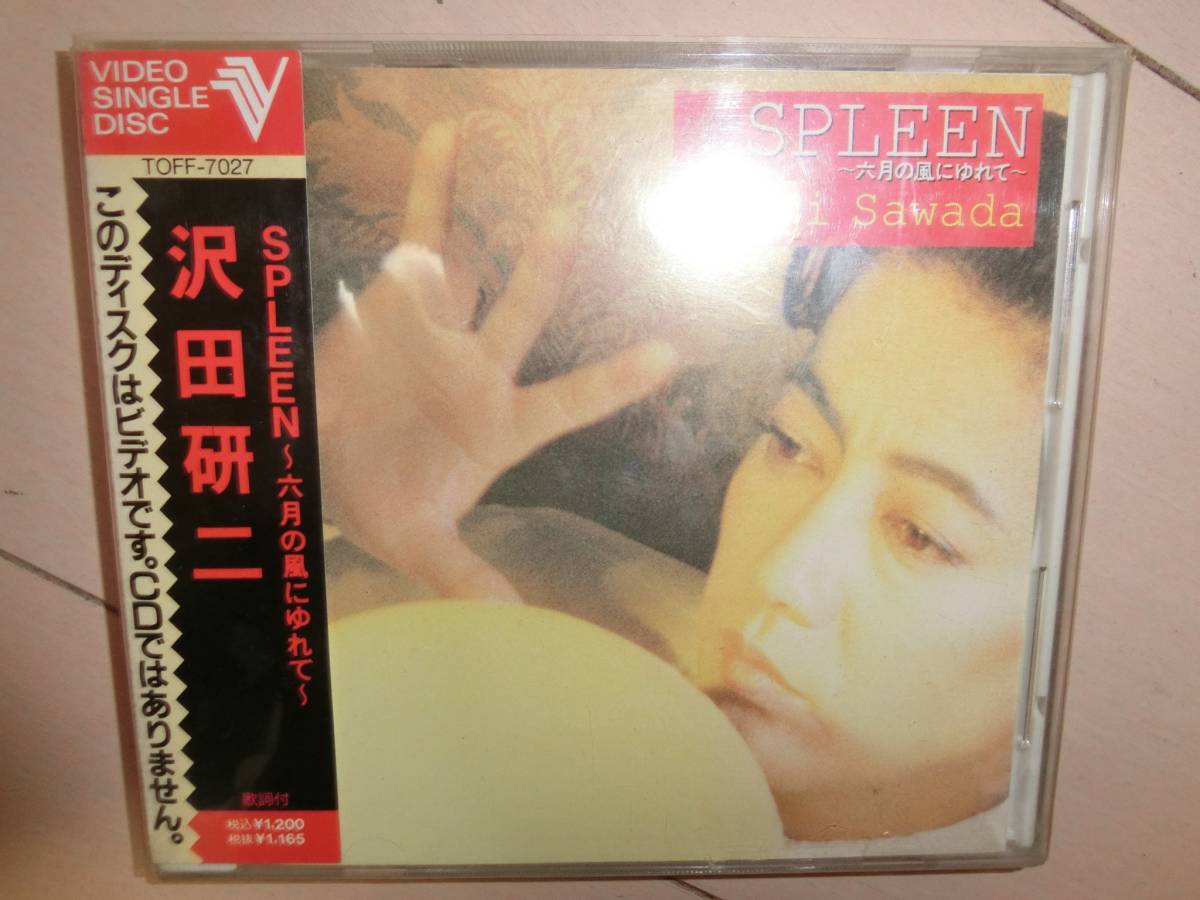 VIDEO
SINGLE
DISC
TOFF-7027
このディスクはビデオです。CDではありません。
沢田研二
SPLEEN～六月の風にゆれて～
歌詞付
税込¥1,200
税抜¥1,165
SPLEEN
～六月の風にゆれて～
Sawada